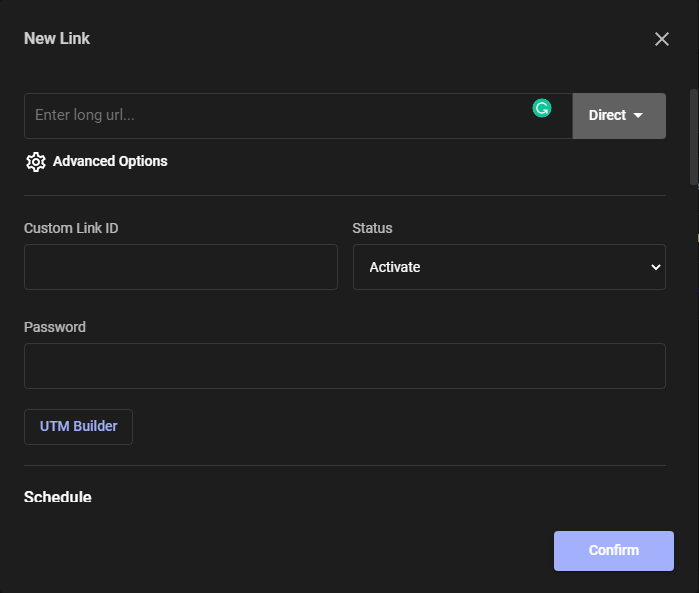 New Link
Enter long url...
Direct
Advanced Options
Custom Link ID
Status
Activate
Password
UTM Builder
Schedule
Confirm